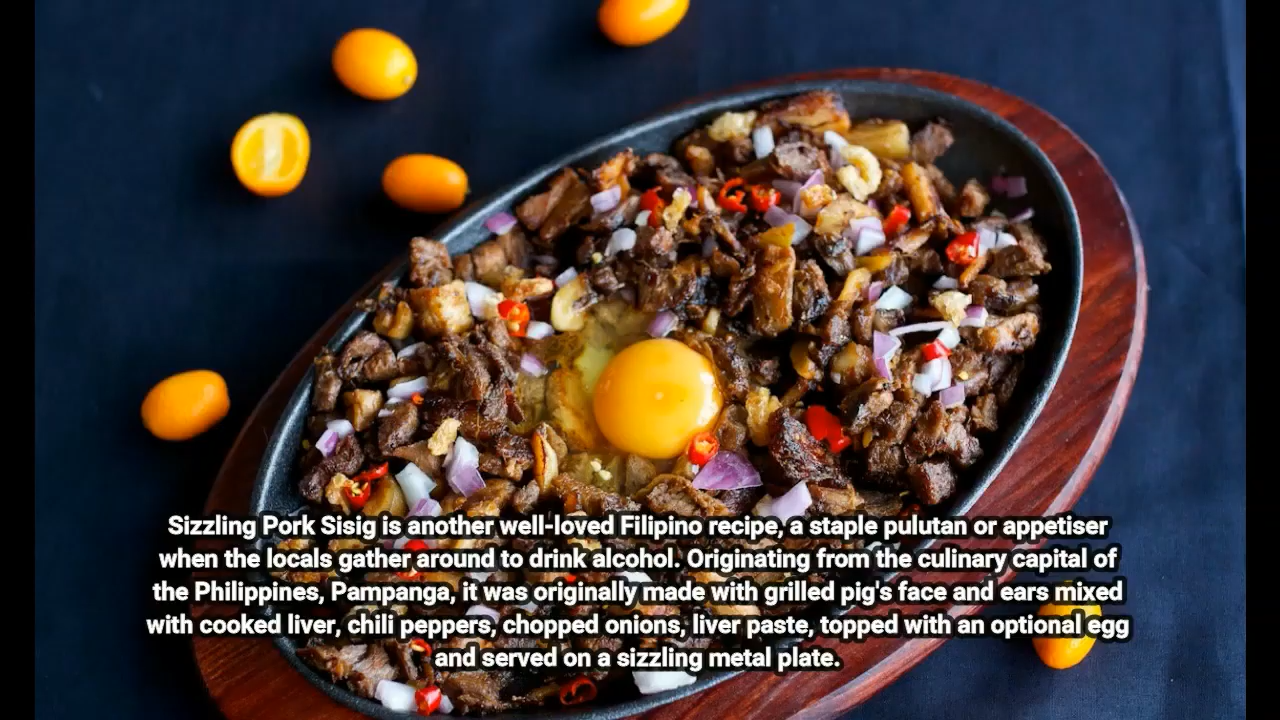 Sizzling Pork Sisig is another well-loved Filipino recipe, a staple pulutan or appetiser
when the locals gather around to drink alcohol. Originating from the culinary capital of
the Philippines, Pampanga, it was originally made with grilled pig's face and ears mixed
with cooked liver, chili peppers, chopped onions, liver paste, topped with an optional egg
and served on a sizzling metal plate.